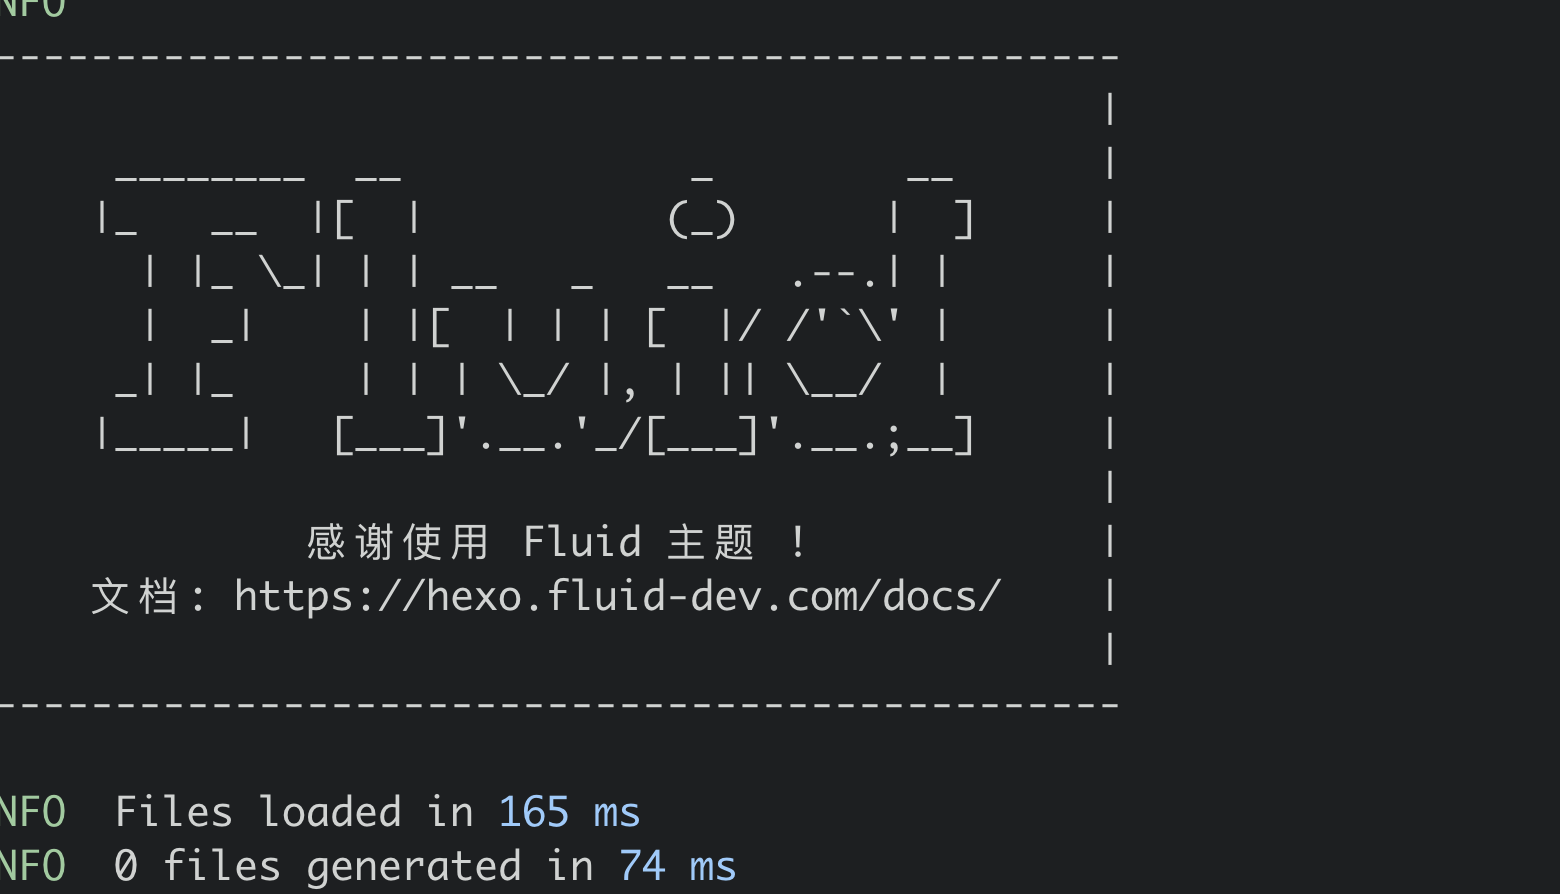 NFO
------------------------------------------------
|
 ________  __            _        __      |
|_   __  |[  |          (_)      |  ]     |
  | |_ \_| | | __   _   __   .--.| |      |
  |  _|    | |[  | | | [  |/ /'`\' |      |
 _| |_     | | | \_/ |, | || \__/  |      |
|_____|   [___]'.__.'_/[___]'.__.;__]     |
|
感谢使用 Fluid 主题 ! |
文档: https://hexo.fluid-dev.com/docs/ |
|
------------------------------------------------
NFO Files loaded in 165 ms
NFO 0 files generated in 74 ms